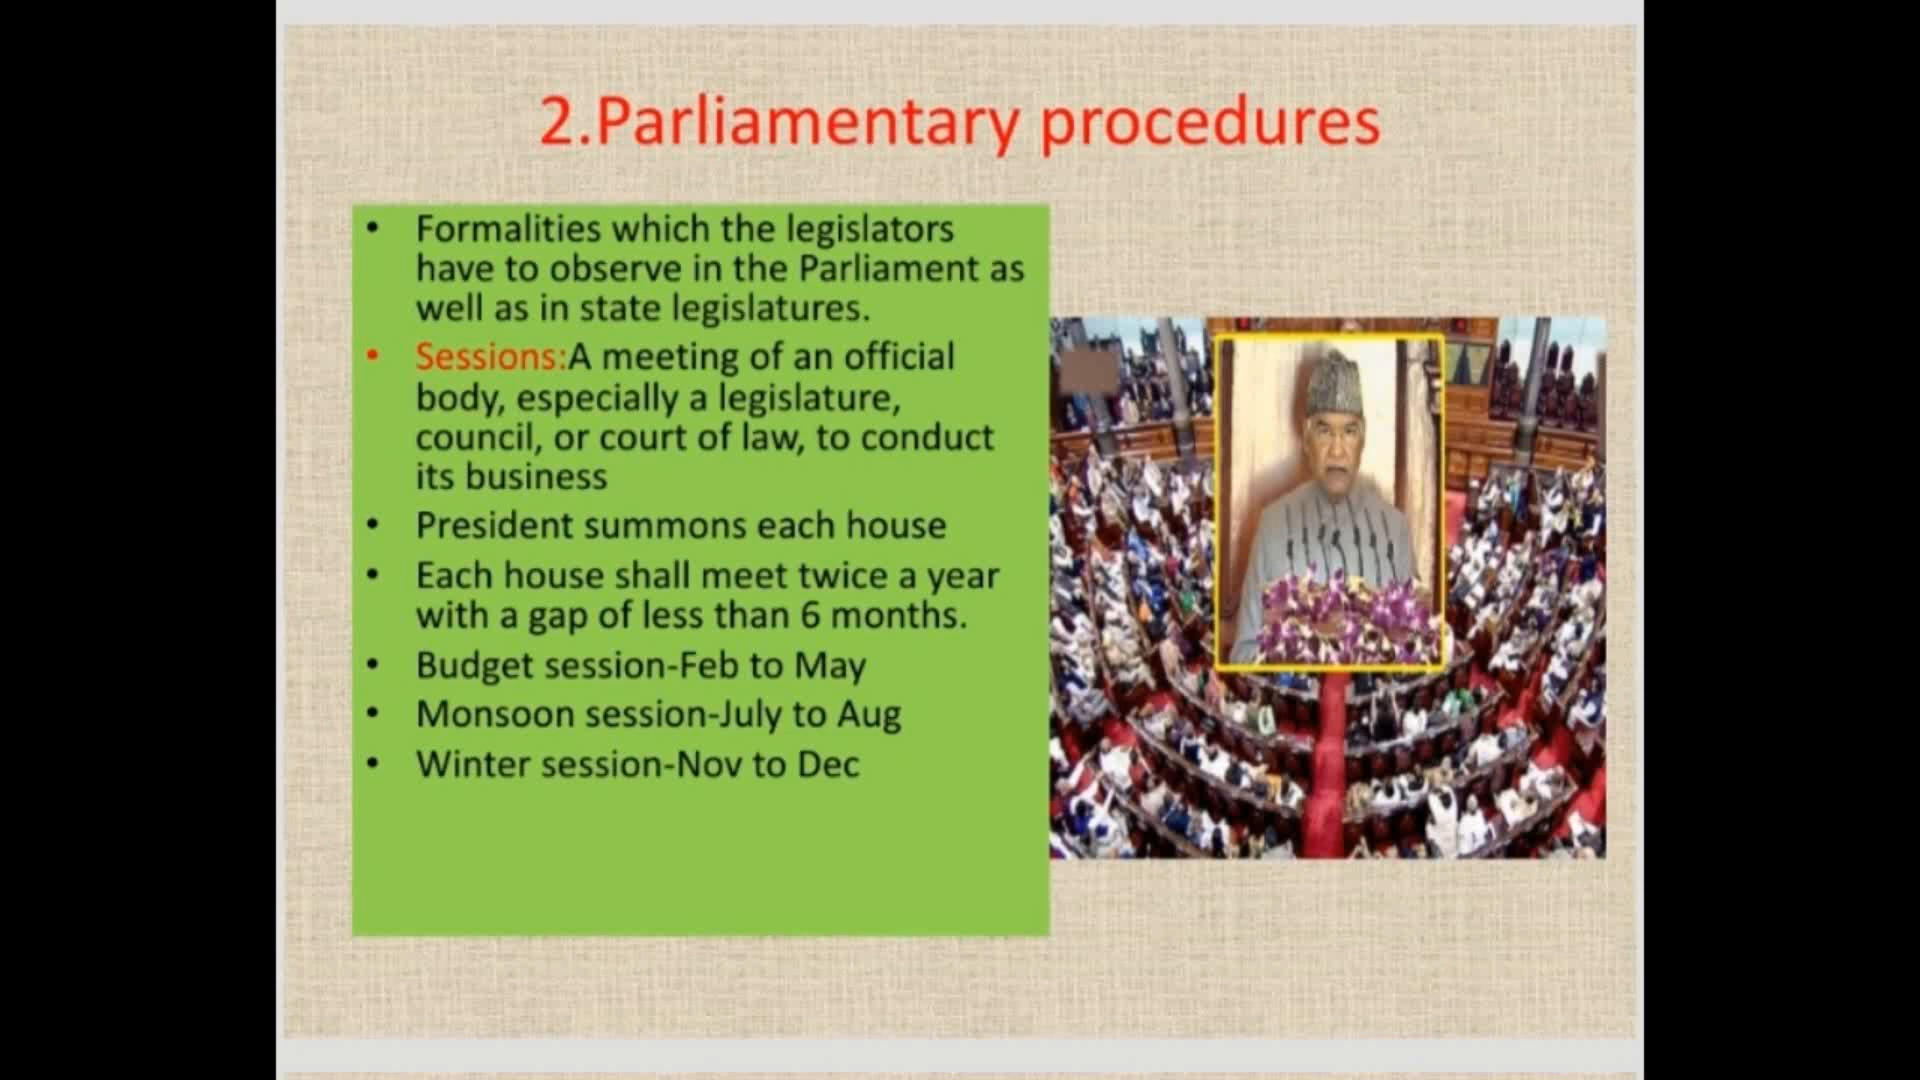 2.Parliamentary procedures
• Formalities which the legislators
have to observe in the Parliament as
well as in state legislatures.
• Sessions:A meeting of an official
body, especially a legislature,
council, or court of law, to conduct
its business
• President summons each house
• Each house shall meet twice a year
with a gap of less than 6 months.
• Budget session-Feb to May
• Monsoon session-July to Aug
• Winter session-Nov to Dec